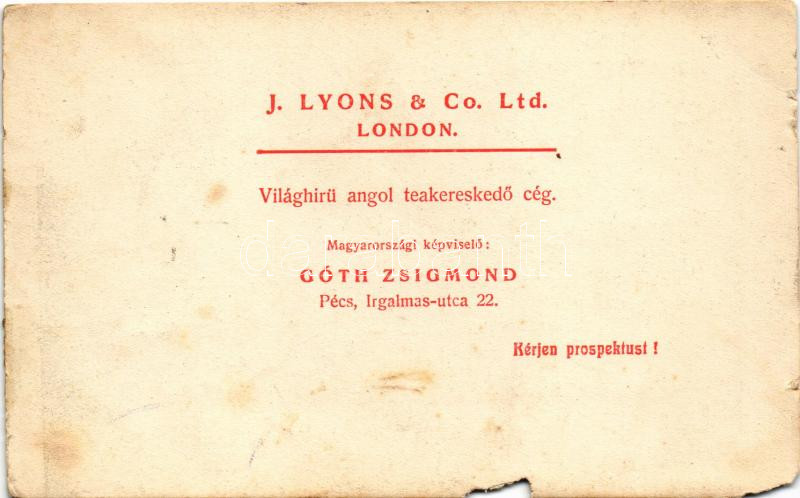 J. LYONS & Co. Ltd.
LONDON.
Világhirü angol teakereskedő cég.
Magyarországi képviselő:
GÓTH ZSIGMOND
Pécs, Irgalmas-utca 22.
Kérjen prospektust!